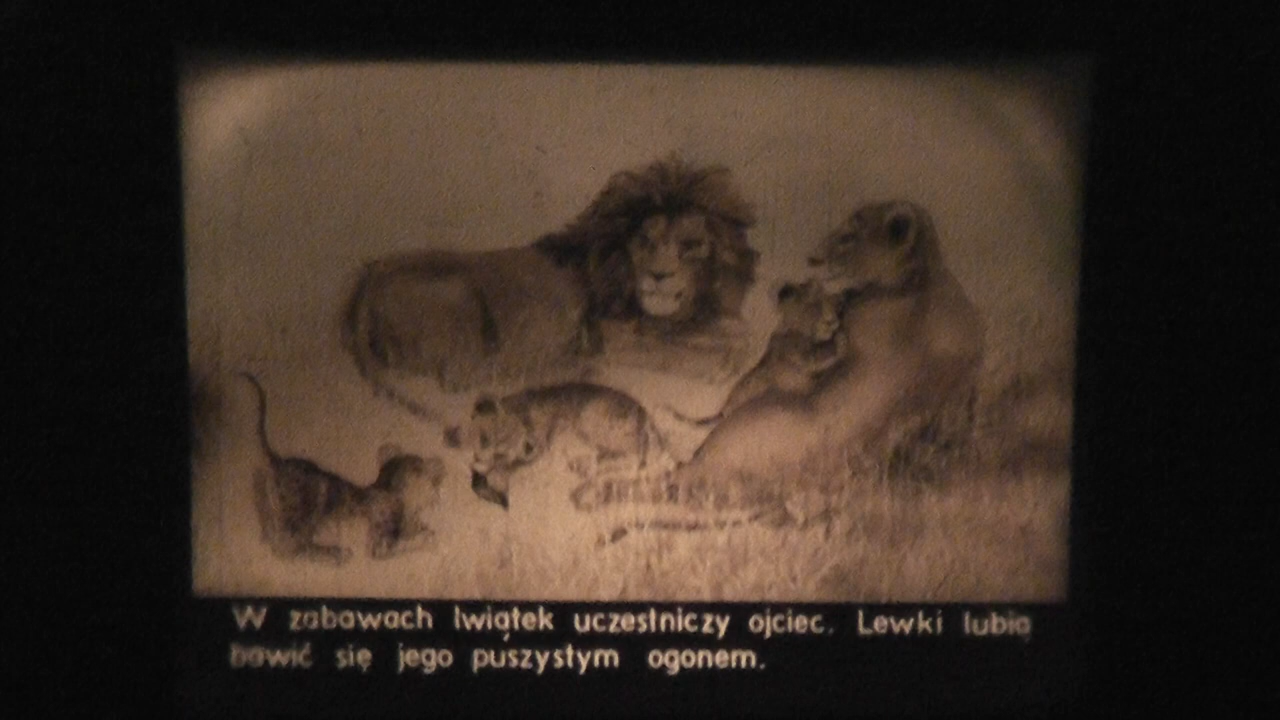 W zabawach lwiątek uczestniczy ojciec. Lewki lubią
bawić się jego puszystym ogonem.